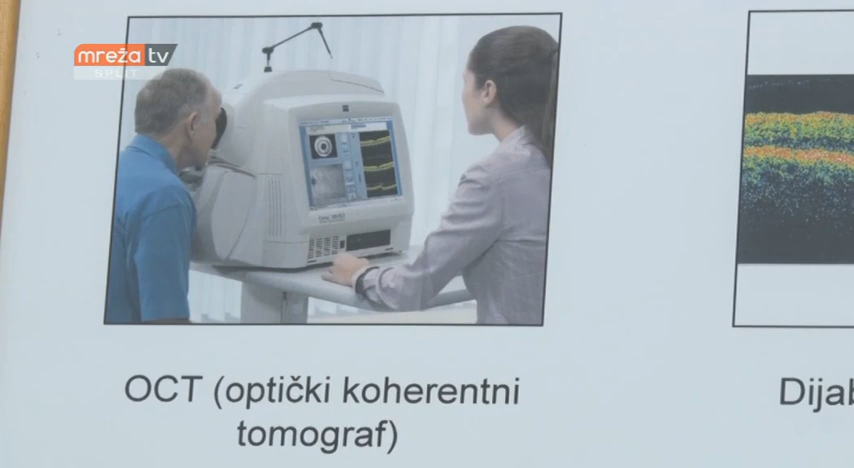 mreža tv
SPLIT
OCT (optički koherentni
tomograf)
Dijab